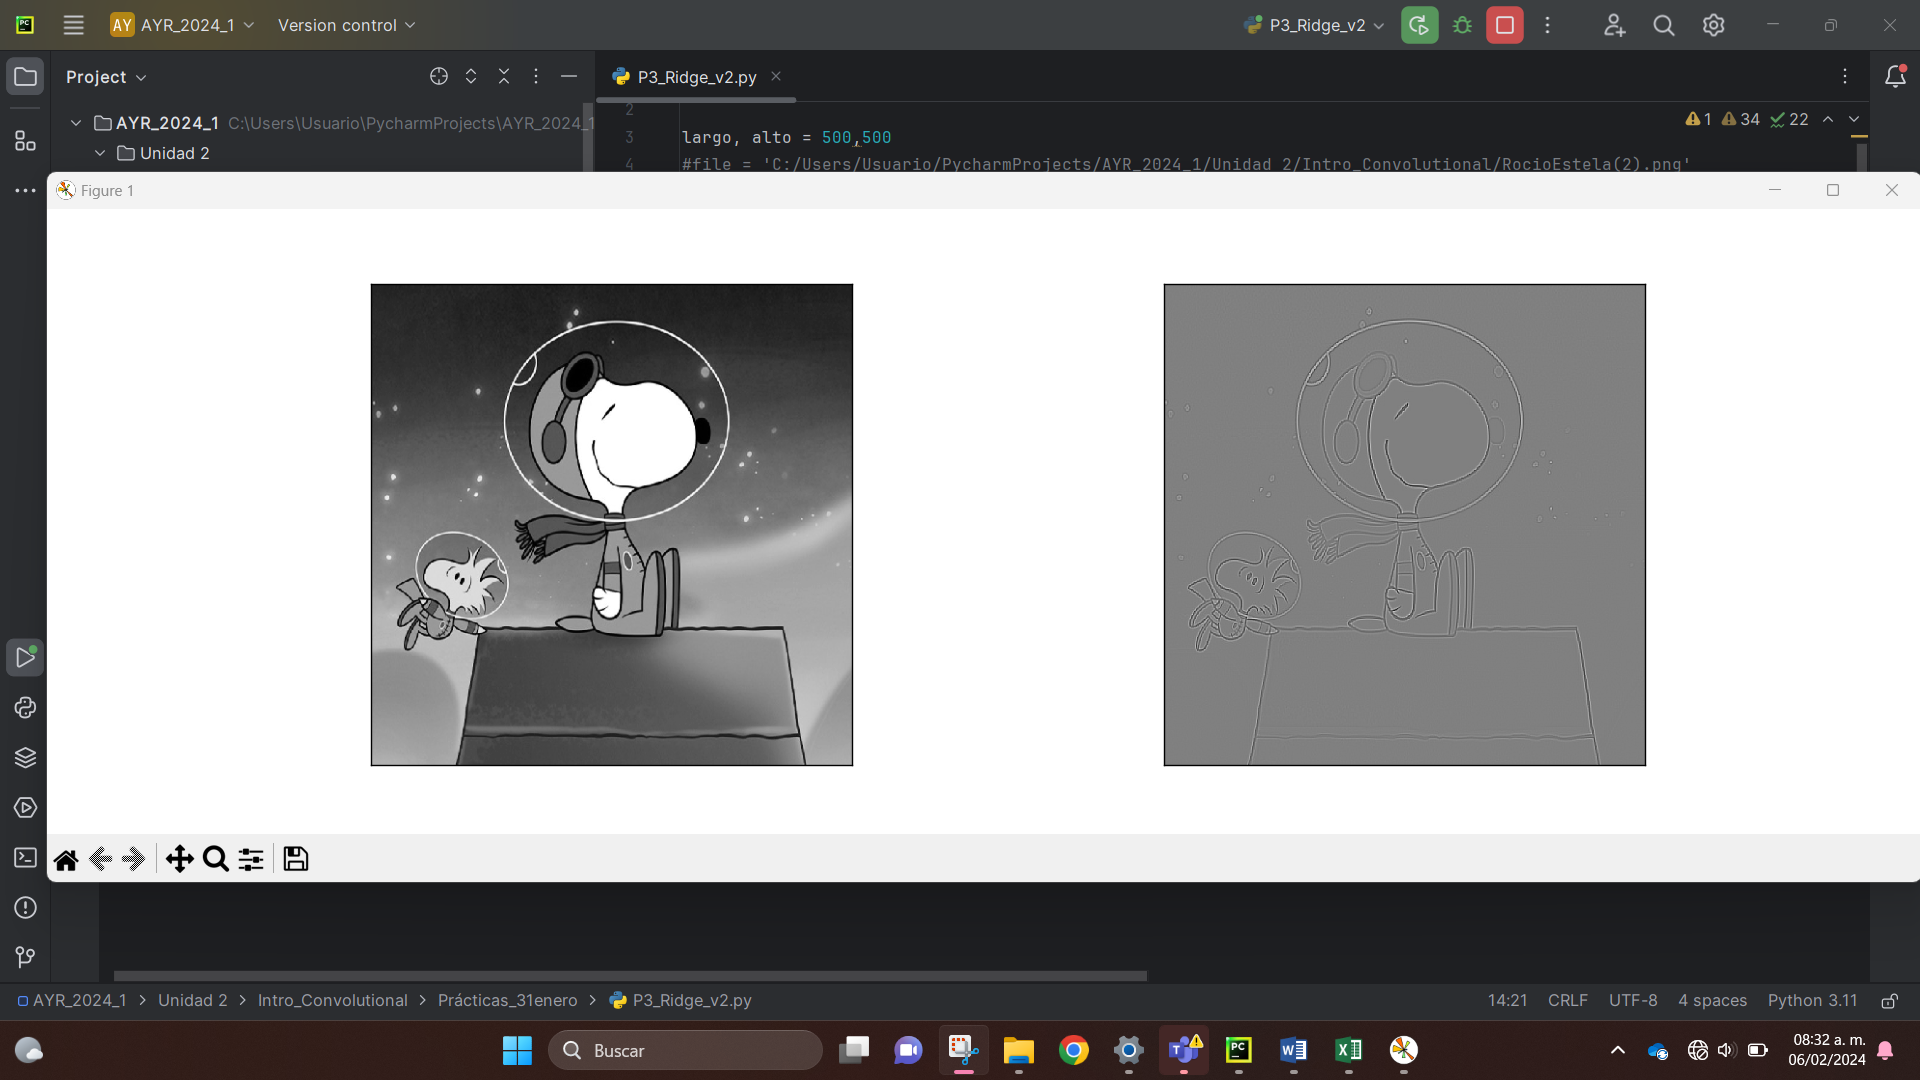 AY AYR_2024_1 Version control P3_Ridge_v2
Project
P3_Ridge_v2.py
AYR_2024_1 C:\Users\Usuario\PycharmProjects\AYR_2024_1
Unidad 2
2
3 largo, alto = 500,500
4 #file = 'C:/Users/Usuario/PycharmProjects/AYR_2024_1/Unidad 2/Intro_Convolutional/RocioEstela(2).png'
1 34 22
Figure 1
AYR_2024_1 > Unidad 2 > Intro_Convolutional > Prácticas_31enero > P3_Ridge_v2.py
14:21 CRLF UTF-8 4 spaces Python 3.11
Buscar
08:32 a. m.
06/02/2024